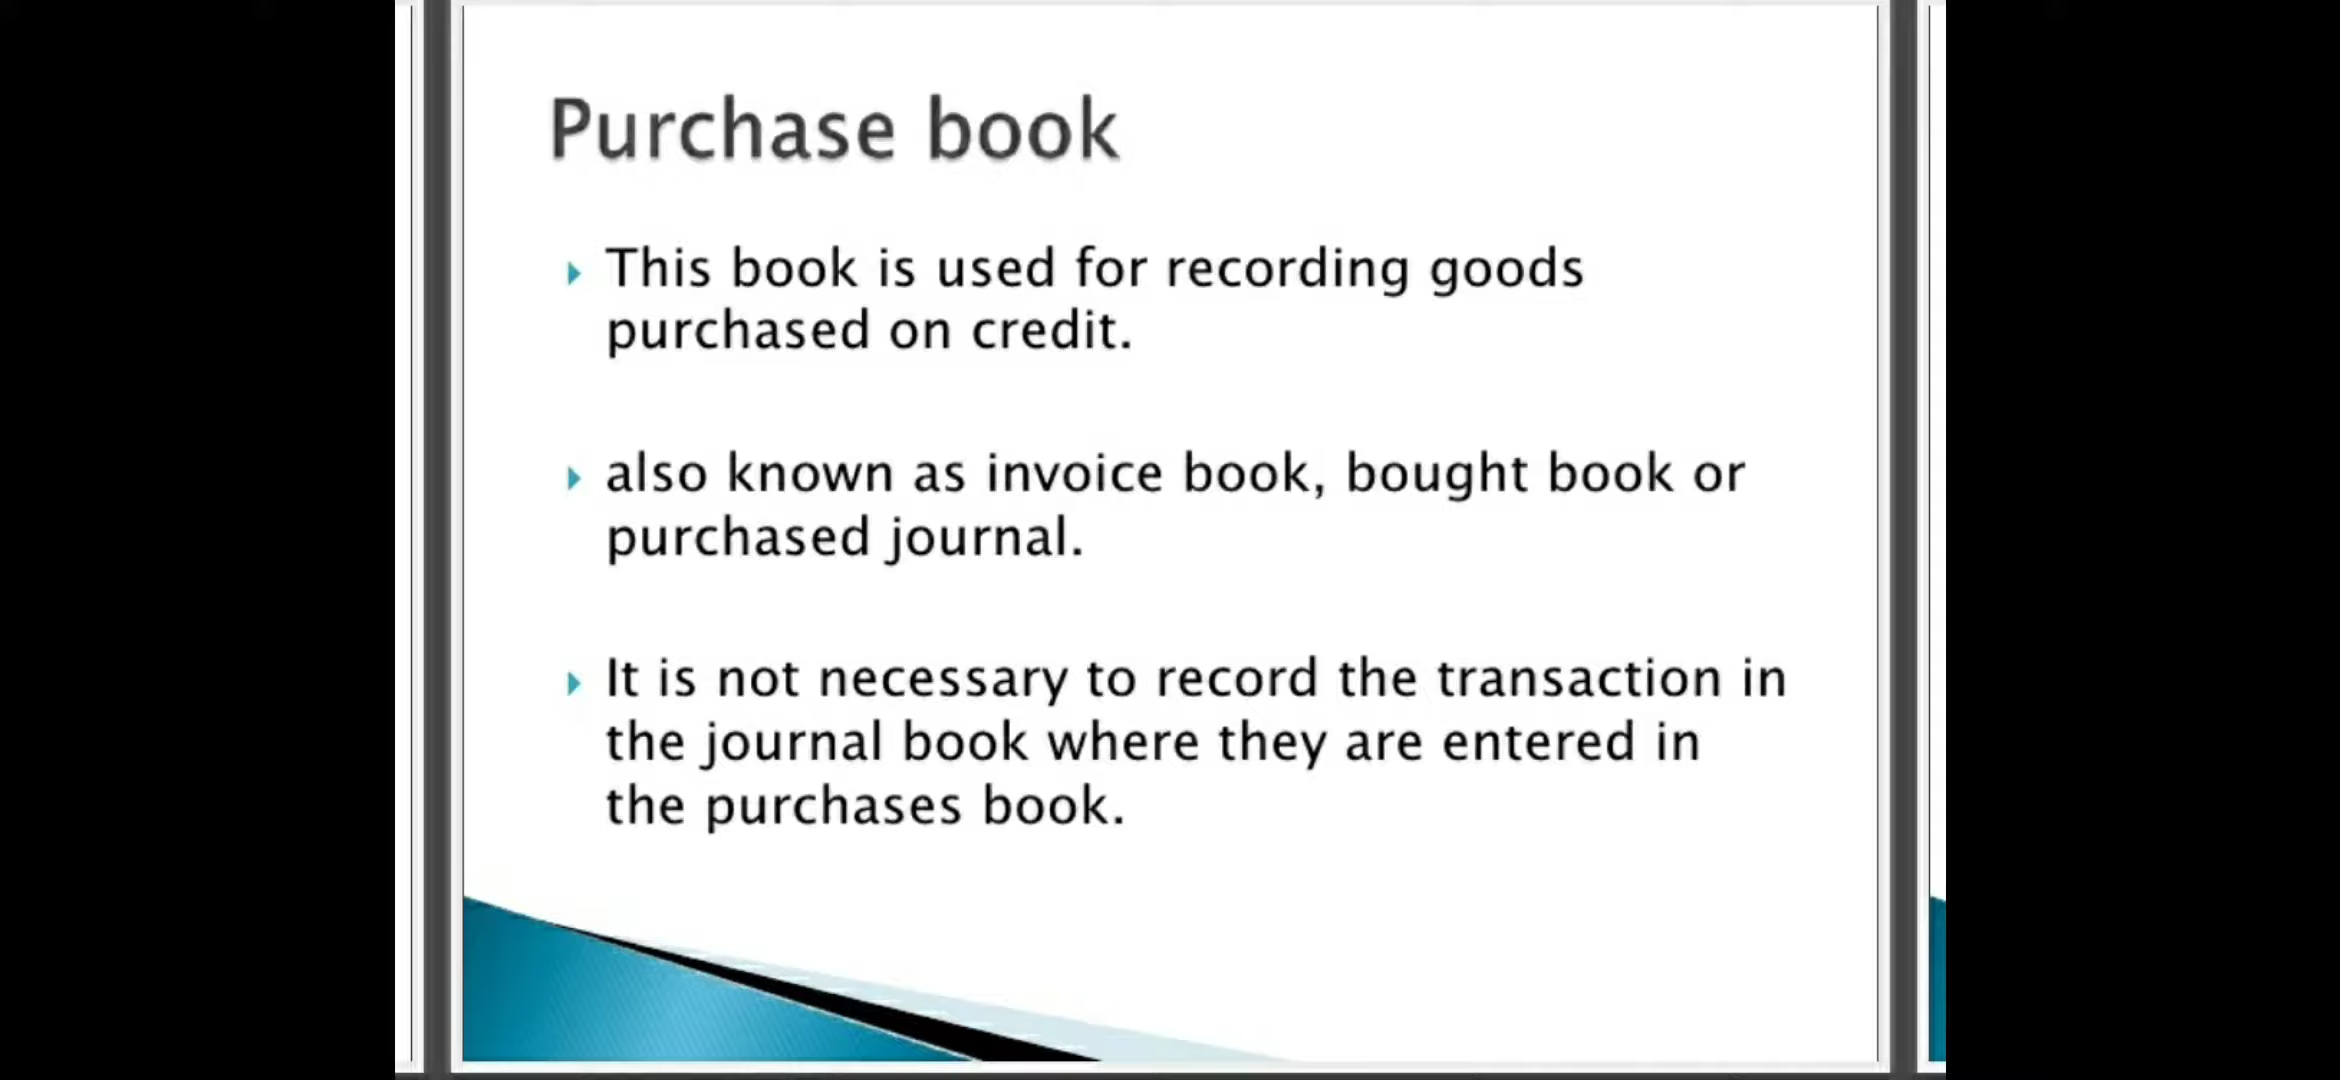 Purchase book
This book is used for recording goods
purchased on credit.
also known as invoice book, bought book or
purchased journal.
It is not necessary to record the transaction in
the journal book where they are entered in
the purchases book.